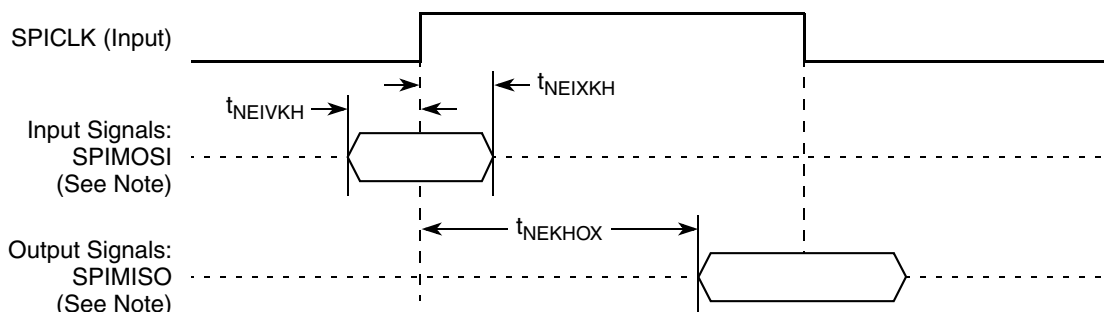 SPICLK (Input)
tNEIXKH
tNEIVKH
Input Signals:
SPIMOSI
(See Note)
tNEKHOX
Output Signals:
SPIMISO
(See Note)